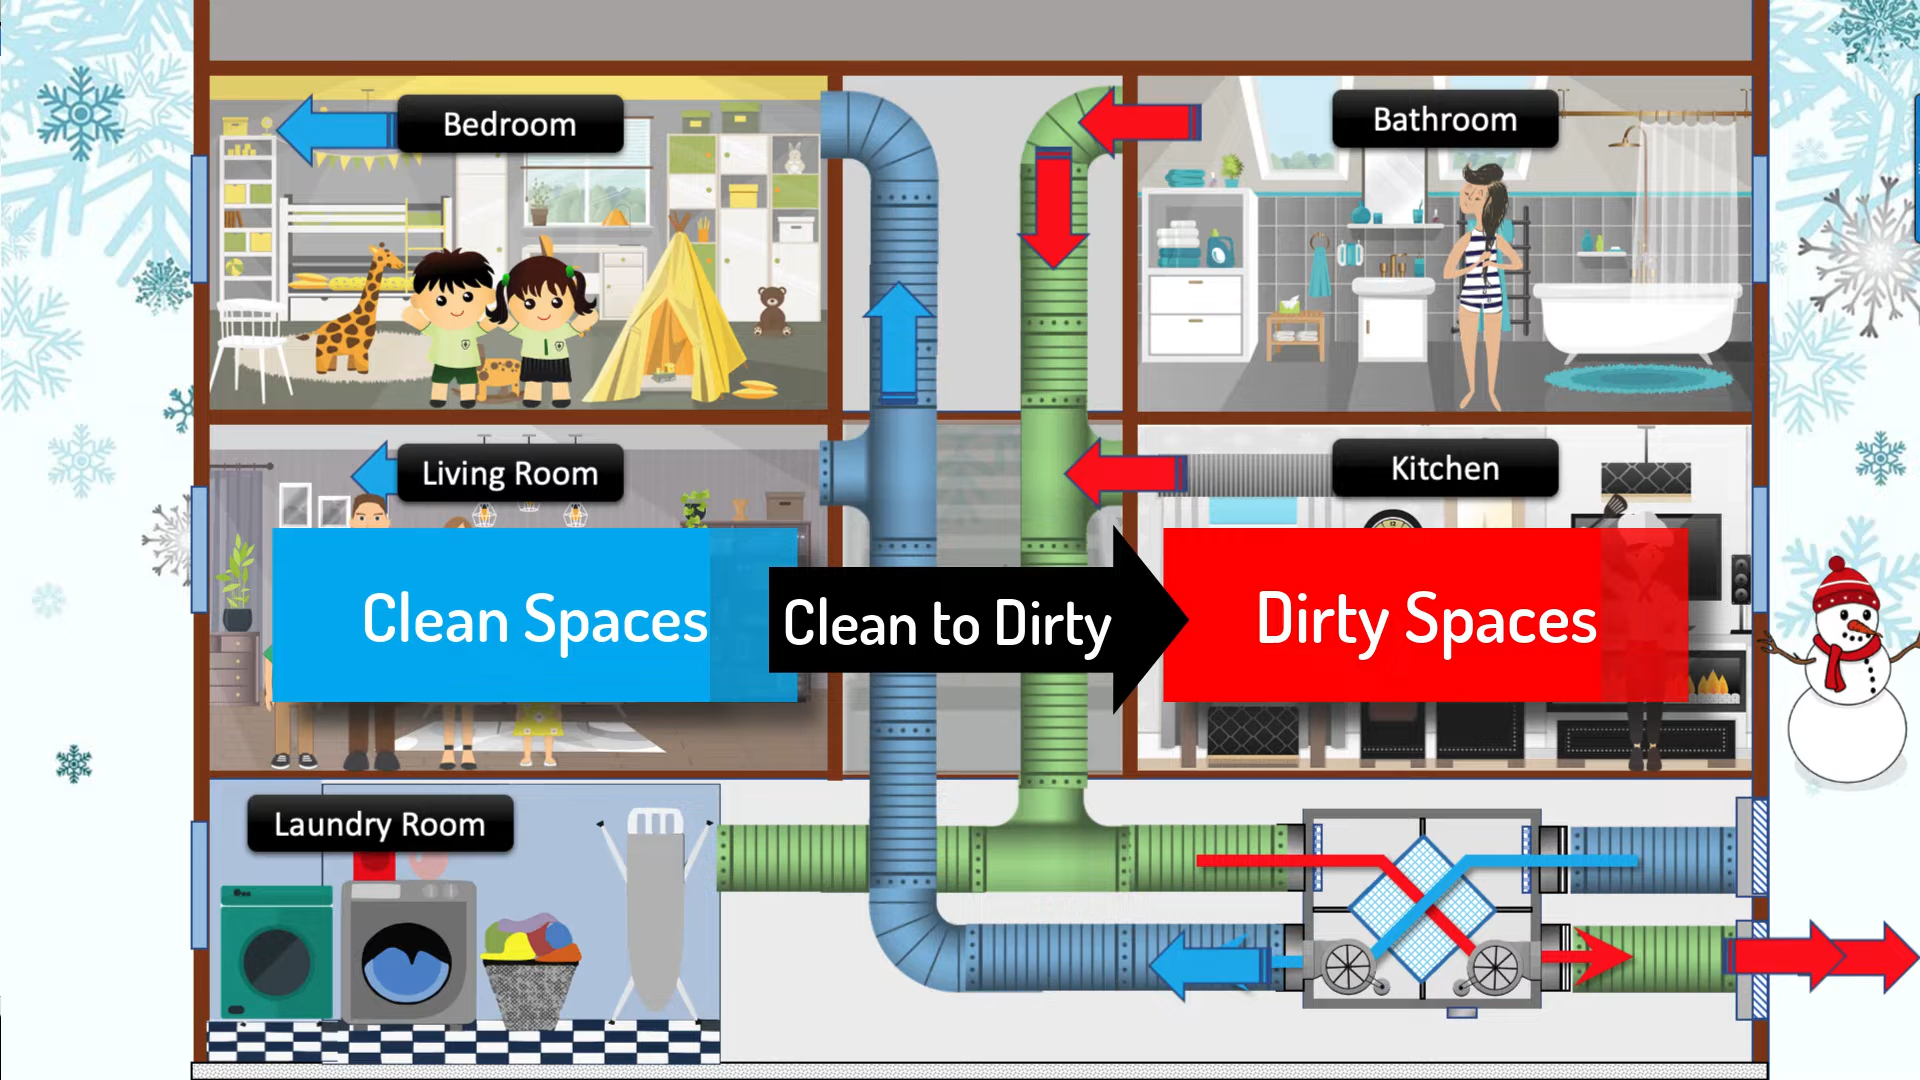 Bedroom
Bathroom
Living Room
Kitchen
Clean Spaces
Clean to Dirty
Dirty Spaces
Laundry Room